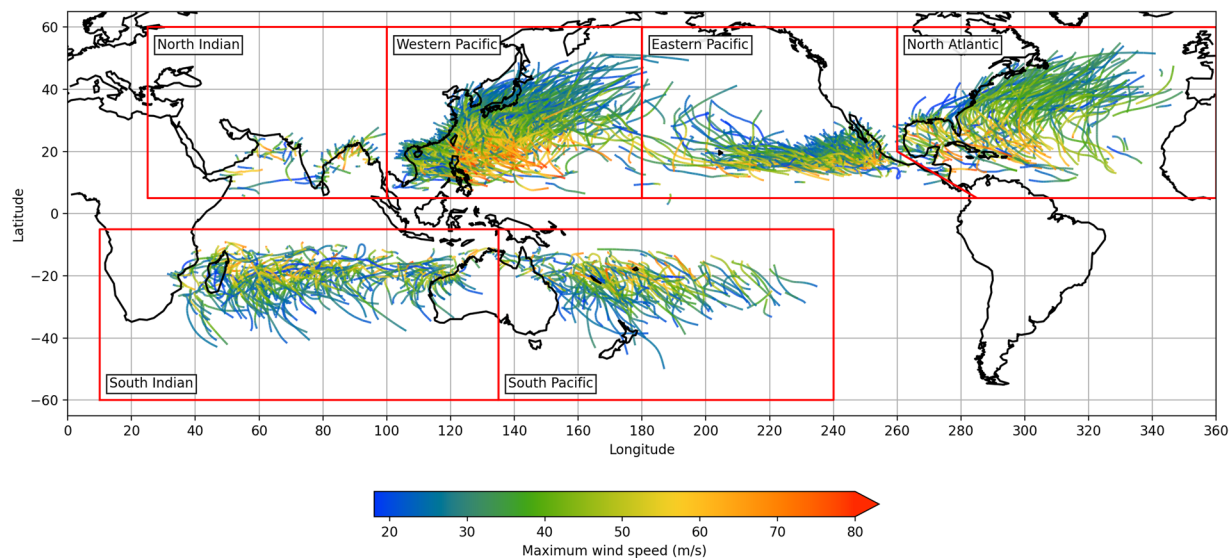 60
40
20
0
−20
−40
−60
Latitude
North Indian
Western Pacific
Eastern Pacific
North Atlantic
South Indian
South Pacific
0 20 40 60 80 100 120 140 160 180 200 220 240 260 280 300 320 340 360
Longitude
20 30 40 50 60 70 80
Maximum wind speed (m/s)